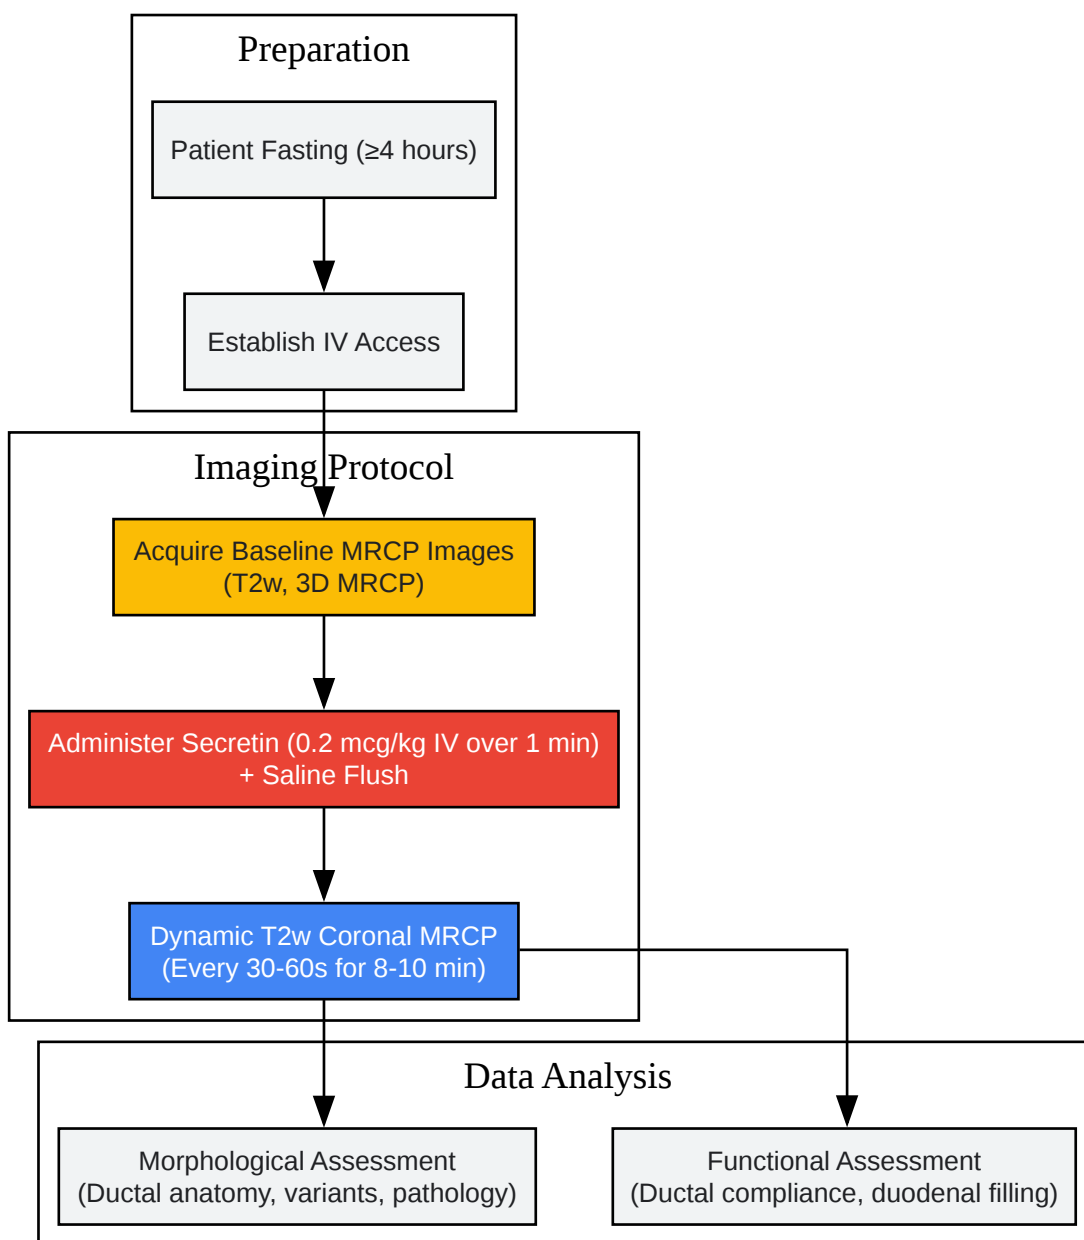 Preparation
Patient Fasting (≥4 hours)
Establish IV Access
Imaging Protocol
Acquire Baseline MRCP Images
(T2w, 3D MRCP)
Administer Secretin (0.2 mcg/kg IV over 1 min)
+ Saline Flush
Dynamic T2w Coronal MRCP
(Every 30-60s for 8-10 min)
Data Analysis
Morphological Assessment
(Ductal anatomy, variants, pathology)
Functional Assessment
(Ductal compliance, duodenal filling)